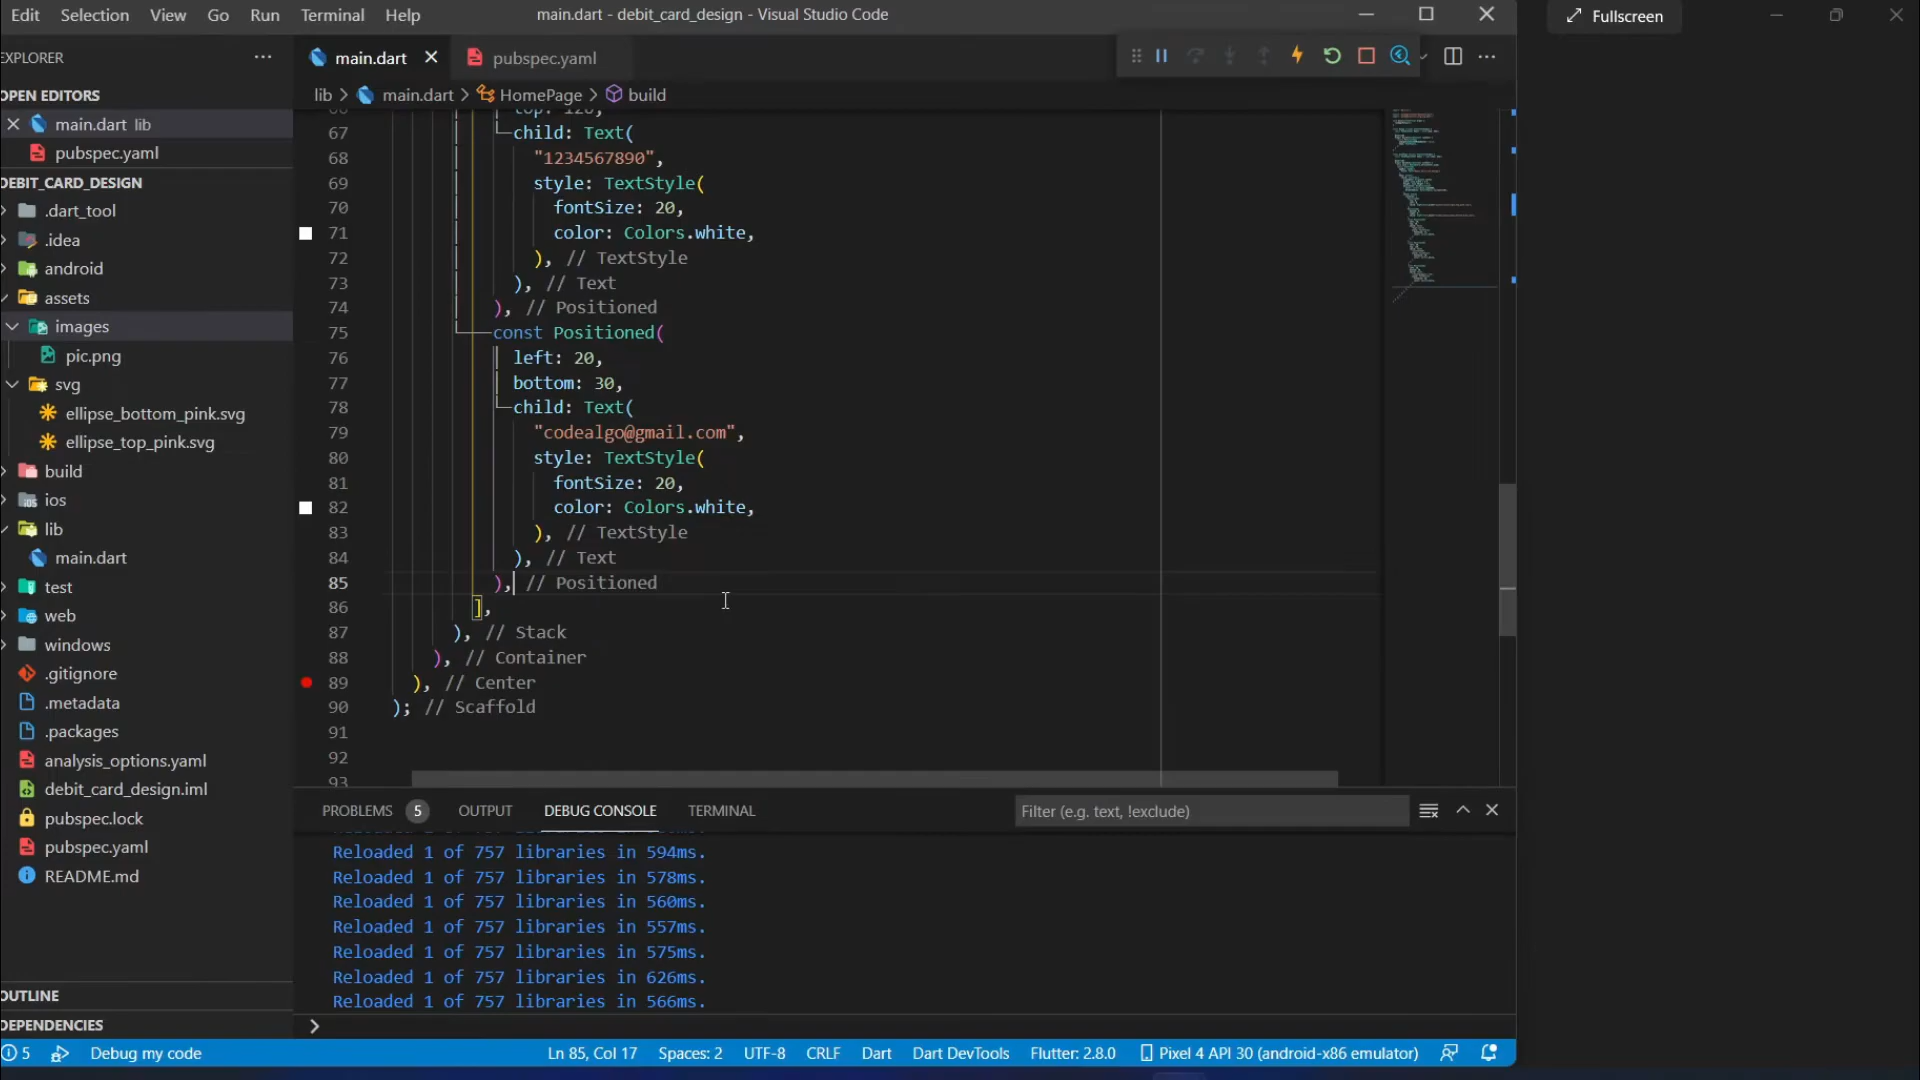 Edit Selection View Go Run Terminal Help
main.dart - debit_card_design - Visual Studio Code
Fullscreen
EXPLORER
main.dart
pubspec.yaml
OPEN EDITORS
main.dart lib
pubspec.yaml
DEBIT_CARD_DESIGN
.dart_tool
.idea
android
assets
images
pic.png
svg
ellipse_bottom_pink.svg
ellipse_top_pink.svg
build
ios
lib
main.dart
test
web
windows
.gitignore
.metadata
.packages
analysis_options.yaml
debit_card_design.iml
pubspec.lock
pubspec.yaml
README.md
OUTLINE
DEPENDENCIES
lib > main.dart > HomePage > build
67 child: Text(
68 "1234567890",
69 style: TextStyle(
70 fontSize: 20,
71 color: Colors.white,
72 ), // TextStyle
73 ), // Text
74 ), // Positioned
75 const Positioned(
76 left: 20,
77 bottom: 30,
78 child: Text(
79 "codealgo@gmail.com",
80 style: TextStyle(
81 fontSize: 20,
82 color: Colors.white,
83 ), // TextStyle
84 ), // Text
85 ), // Positioned
86 ],
87 ), // Stack
88 ), // Container
89 ), // Center
90 ); // Scaffold
91
92
93
PROBLEMS 5 OUTPUT DEBUG CONSOLE TERMINAL
Filter (e.g. text, !exclude)
Reloaded 1 of 757 libraries in 594ms.
Reloaded 1 of 757 libraries in 578ms.
Reloaded 1 of 757 libraries in 560ms.
Reloaded 1 of 757 libraries in 557ms.
Reloaded 1 of 757 libraries in 575ms.
Reloaded 1 of 757 libraries in 626ms.
Reloaded 1 of 757 libraries in 566ms.
>
5 Debug my code Ln 85, Col 17 Spaces: 2 UTF-8 CRLF Dart Dart DevTools Flutter: 2.8.0 Pixel 4 API 30 (android-x86 emulator)